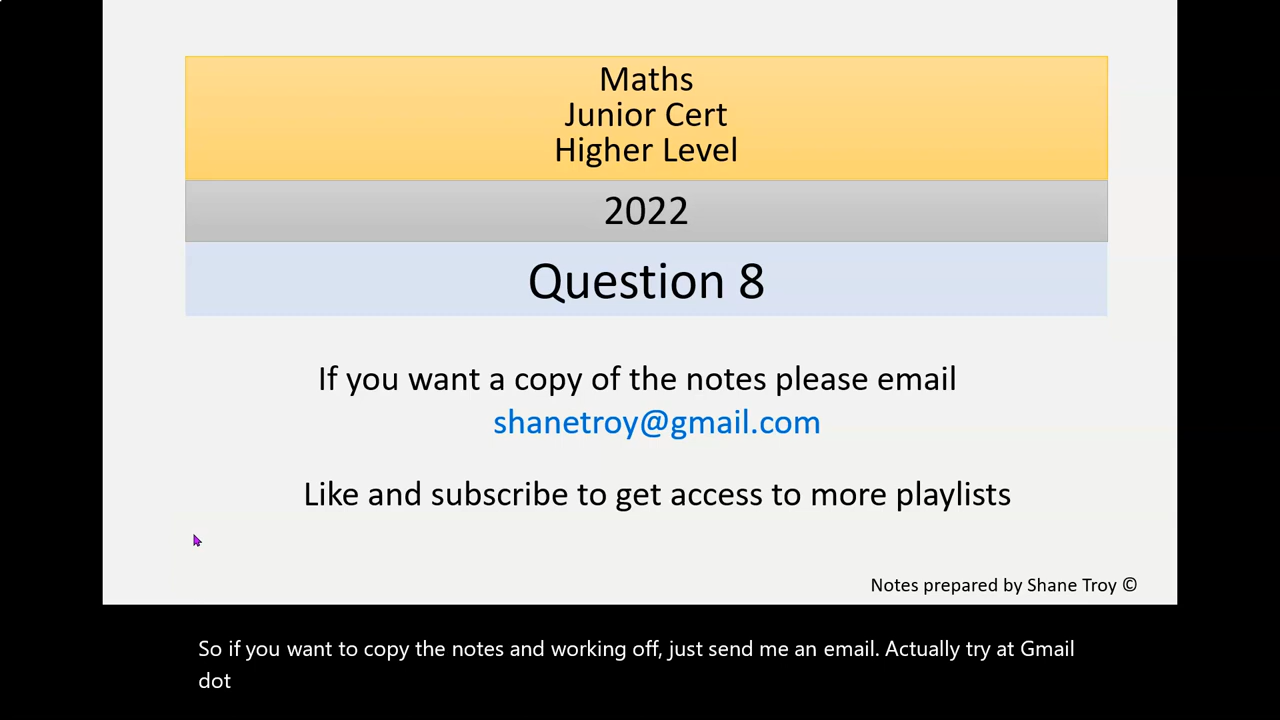 Maths
Junior Cert
Higher Level
2022
Question 8
If you want a copy of the notes please email
shanetroy@gmail.com
Like and subscribe to get access to more playlists
Notes prepared by Shane Troy ©
So if you want to copy the notes and working off, just send me an email. Actually try at Gmail
dot